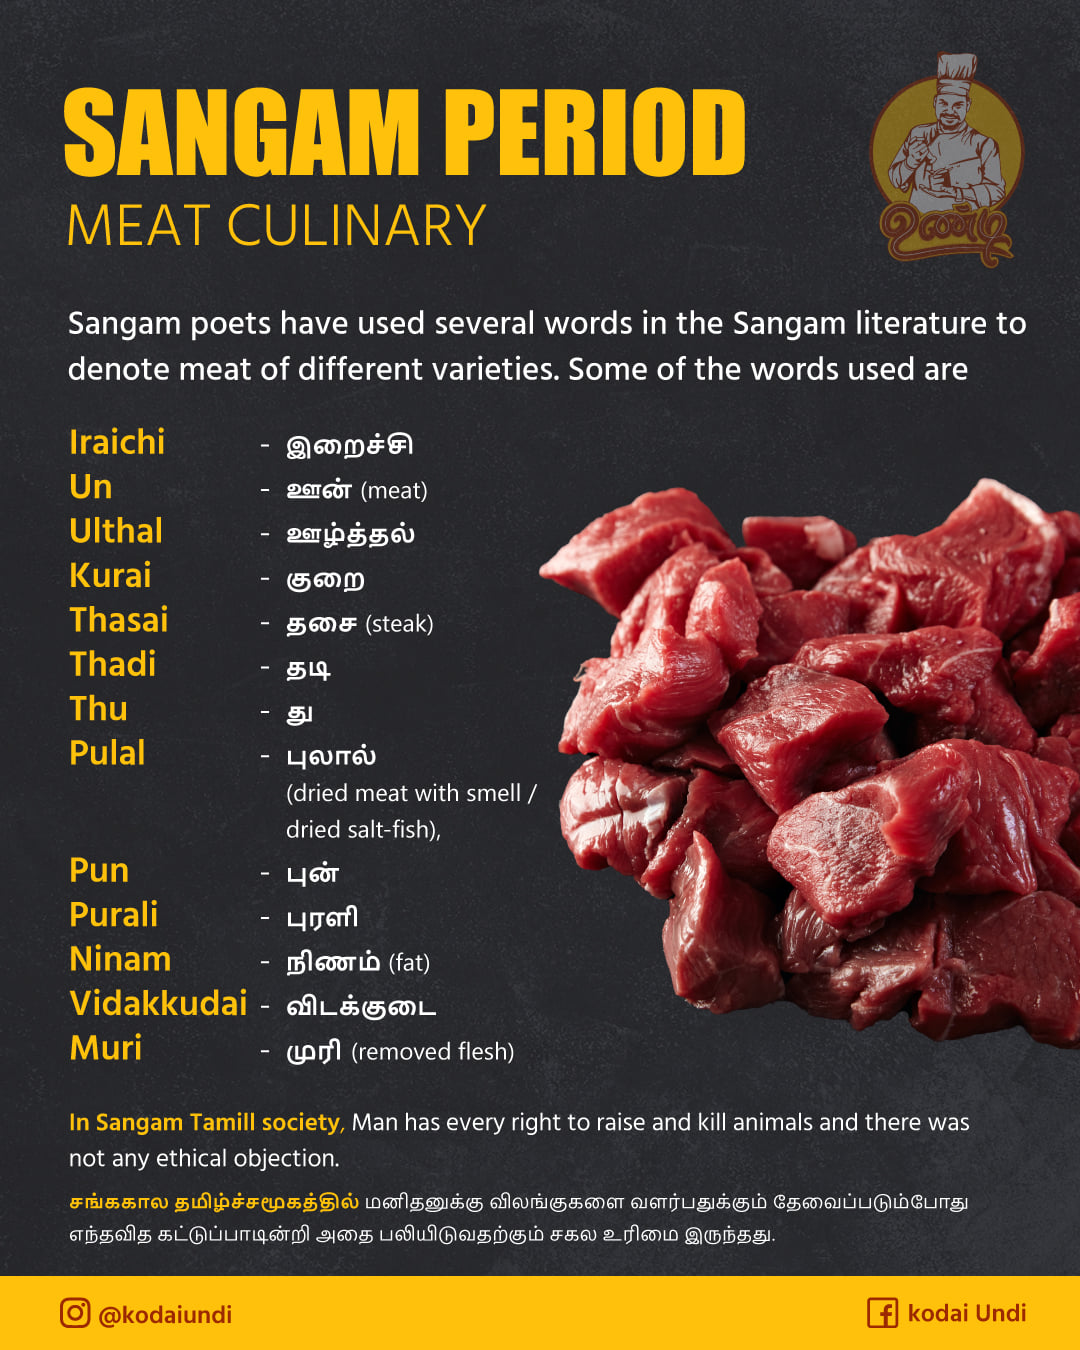 SANGAM PERIOD
MEAT CULINARY
உண்டி
Sangam poets have used several words in the Sangam literature to
denote meat of different varieties. Some of the words used are
Iraichi - இறைச்சி
Un - ஊன் (meat)
Ulthal - ஊழ்த்தல்
Kurai - குறை
Thasai - தசை (steak)
Thadi - தடி
Thu - து
Pulal - புலால்
(dried meat with smell /
dried salt-fish),
Pun - புன்
Purali - புரளி
Ninam - நிணம் (fat)
Vidakkudai - விடக்குடை
Muri - முரி (removed flesh)
In Sangam Tamill society, Man has every right to raise and kill animals and there was
not any ethical objection.
சங்ககால தமிழ்ச்சமூகத்தில் மனிதனுக்கு விலங்குகளை வளர்பதுக்கும் தேவைப்படும்போது
எந்தவித கட்டுப்பாடின்றி அதை பலியிடுவதற்கும் சகல உரிமை இருந்தது.
@kodaiundi
kodai Undi